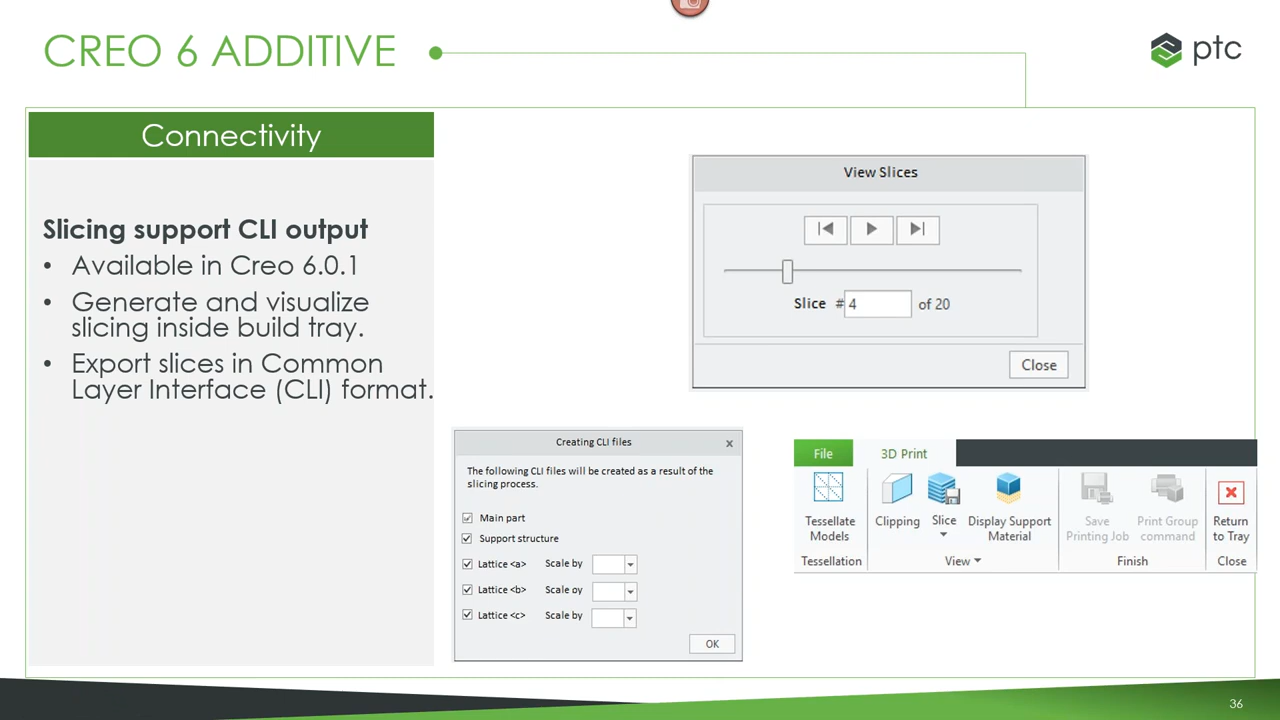 CREO 6 ADDITIVE
ptc
Connectivity
Slicing support CLI output
• Available in Creo 6.0.1
• Generate and visualize
slicing inside build tray.
• Export slices in Common
Layer Interface (CLI) format.
View Slices
Slice # 4 of 20
Close
Creating CLI files x
The following CLI files will be created as a result of the
slicing process.
Main part
Support structure
Lattice <a> Scale by
Lattice <b> Scale by
Lattice <c> Scale by
OK
File 3D Print
Tessellate
Models
Clipping
Slice
Display Support
Material
Save
Printing Job
Print Group
command
Return
to Tray
Tessellation View Finish Close
36